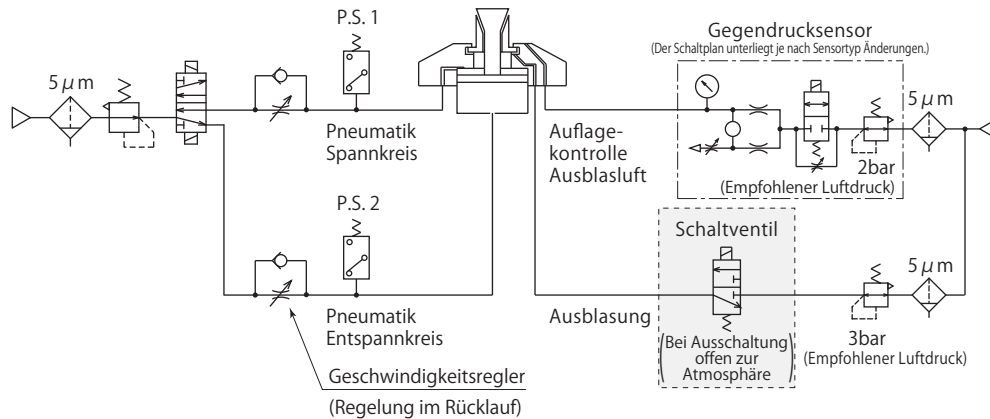 P.S. 1
Gegendrucksensor
(Der Schaltplan unterliegt je nach Sensortyp Änderungen.)
5 µm
5 µm
Pneumatik
Spannkreis
Auflage-
kontrolle
Ausblasluft
2bar
(Empfohlener Luftdruck)
P.S. 2
Schaltventil
5 µm
Pneumatik
Entspannkreis
Ausblasung
(Bei Ausschaltung
offen zur
Atmosphäre)
3bar
(Empfohlener Luftdruck)
Geschwindigkeitsregler
(Regelung im Rücklauf)